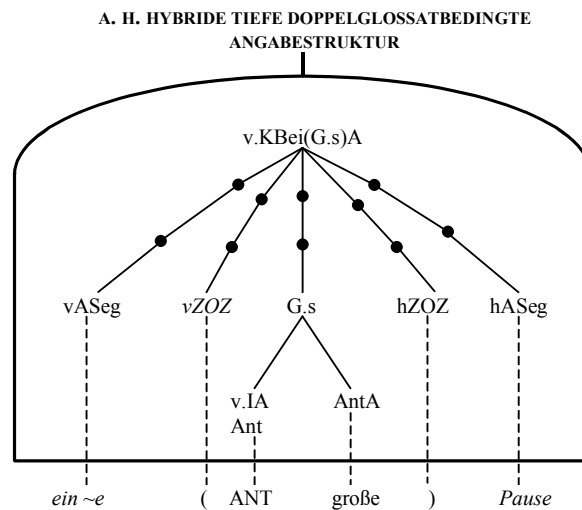 A. H. HYBRIDE TIEFE DOPPELGLOSSATBEDINGTE
ANGABESTRUKTUR
v.KBei(G.s)A
vASeg vZOZ G.s hZOZ hASeg
v.IA AntA
Ant
ein ~e ( ANT große ) Pause